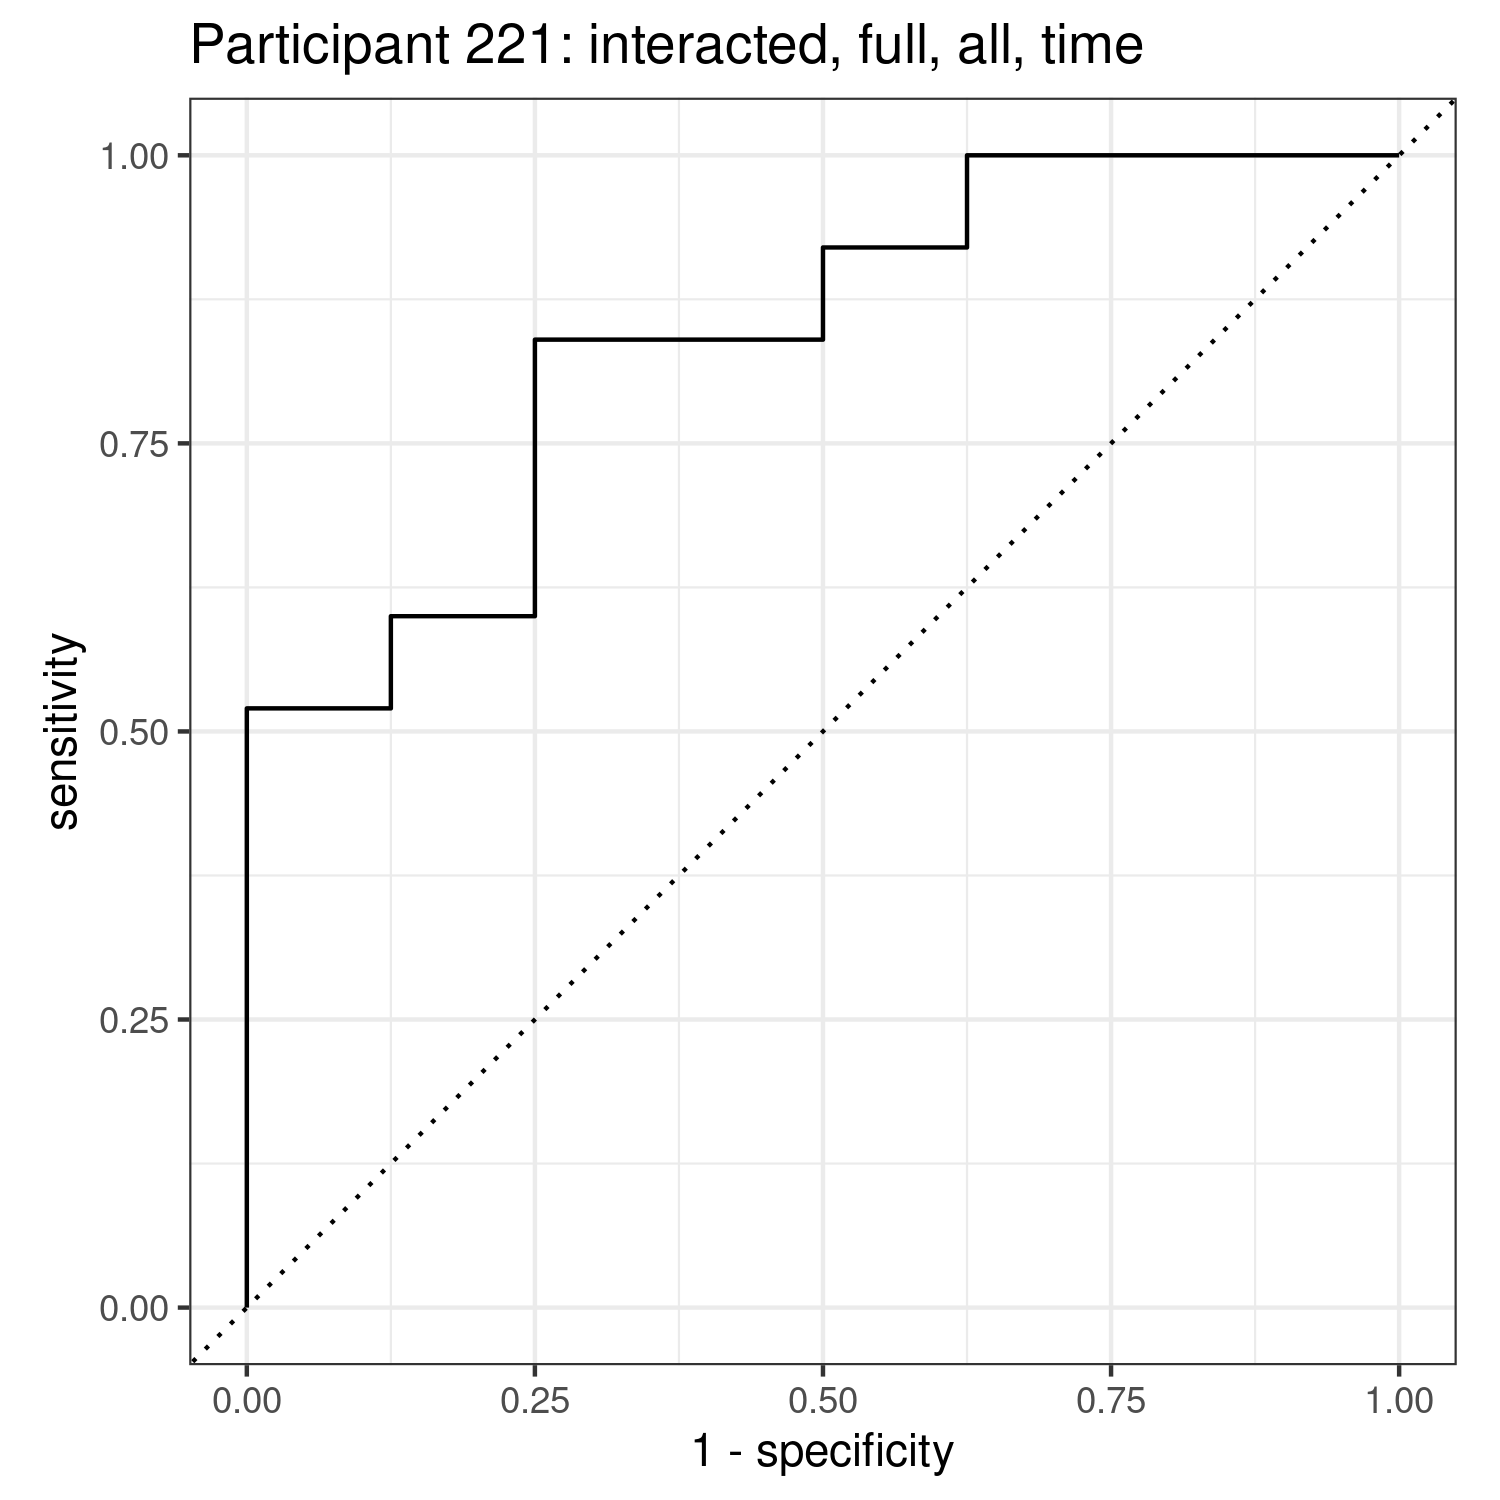 Participant 221: interacted, full, all, time
1.00
0.75
0.50
0.25
0.00
sensitivity
0.00 0.25 0.50 0.75 1.00
1 - specificity